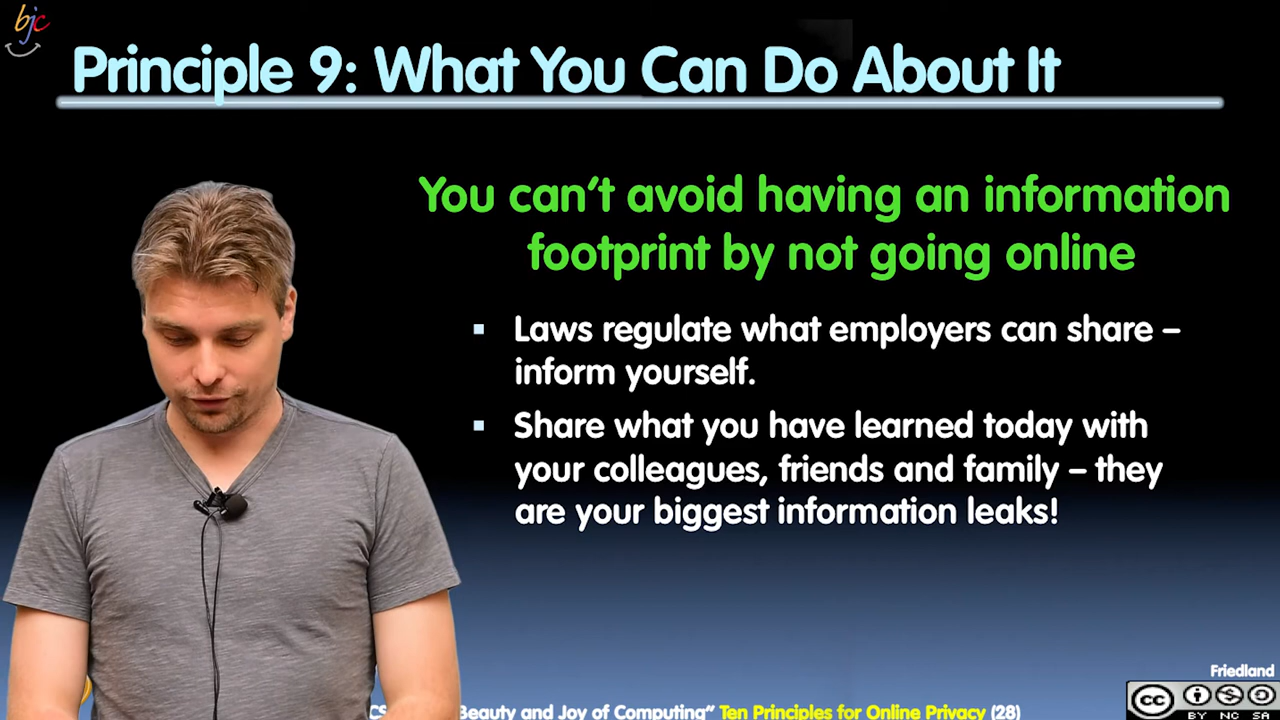 bjc
Principle 9: What You Can Do About It
You can't avoid having an information
footprint by not going online
Laws regulate what employers can share –
inform yourself.
Share what you have learned today with
your colleagues, friends and family – they
are your biggest information leaks!
Friedland
Beauty and Joy of Computing" Ten Principles for Online Privacy (28)
cc
BY NC SA